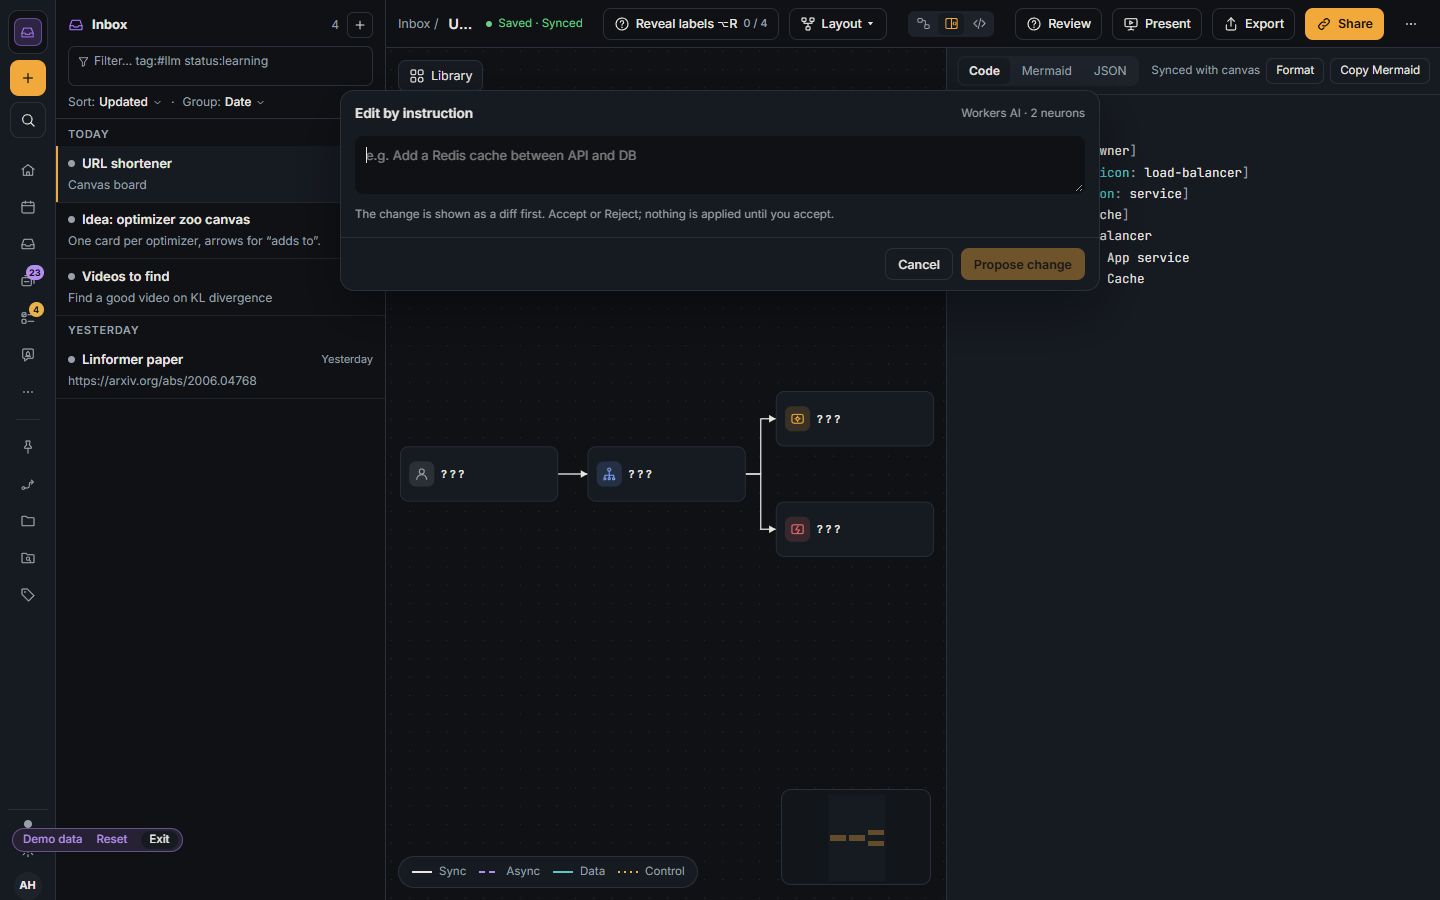 Inbox
4
Filter... tag:#llm status:learning
Sort: Updated · Group: Date
TODAY
URL shortener
Canvas board
Idea: optimizer zoo canvas
One card per optimizer, arrows for “adds to”.
Videos to find
Find a good video on KL divergence
YESTERDAY
Linformer paper
Yesterday
https://arxiv.org/abs/2006.04768
23
4
Demo data
Reset
Exit
AH
Inbox / U...
Saved · Synced
Reveal labels ⌥R 0 / 4
Layout
Review
Present
Export
Share
Library
Code
Mermaid
JSON
Synced with canvas
Format
Copy Mermaid
Edit by instruction
Workers AI · 2 neurons
e.g. Add a Redis cache between API and DB
The change is shown as a diff first. Accept or Reject; nothing is applied until you accept.
Cancel
Propose change
wner]
icon: load-balancer]
on: service]
che]
alancer
App service
Cache
???
???
???
???
Sync
Async
Data
Control